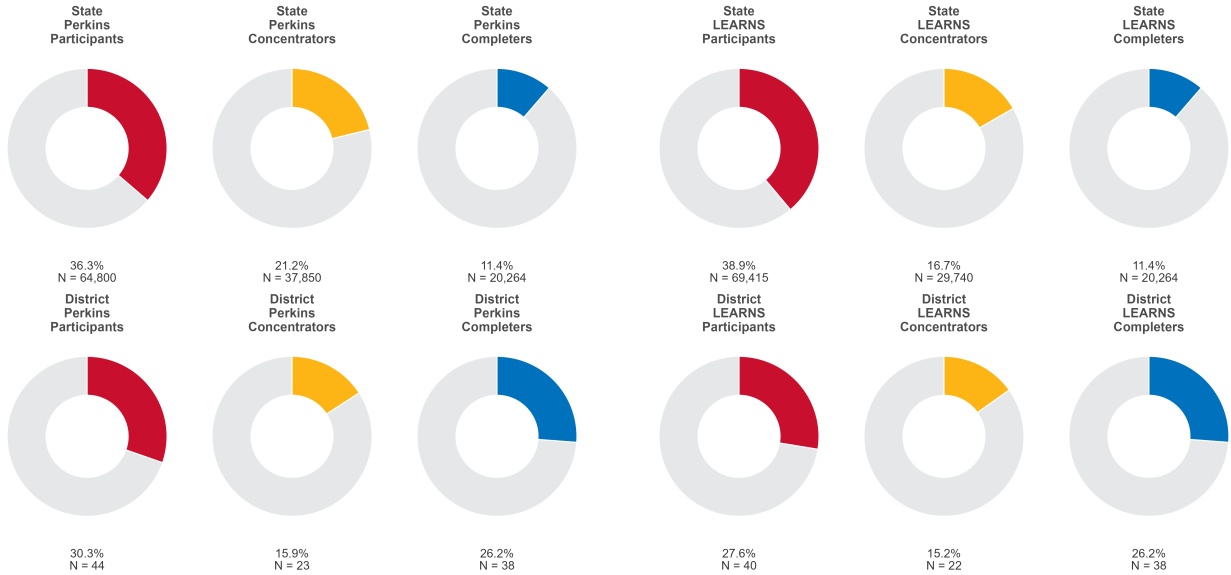 State
Perkins
Participants
36.3%
N = 64,800
State
Perkins
Concentrators
21.2%
N = 37,850
State
Perkins
Completers
11.4%
N = 20,264
State
LEARNS
Participants
38.9%
N = 69,415
State
LEARNS
Concentrators
16.7%
N = 29,740
State
LEARNS
Completers
11.4%
N = 20,264
District
Perkins
Participants
30.3%
N = 44
District
Perkins
Concentrators
15.9%
N = 23
District
Perkins
Completers
26.2%
N = 38
District
LEARNS
Participants
27.6%
N = 40
District
LEARNS
Concentrators
15.2%
N = 22
District
LEARNS
Completers
26.2%
N = 38